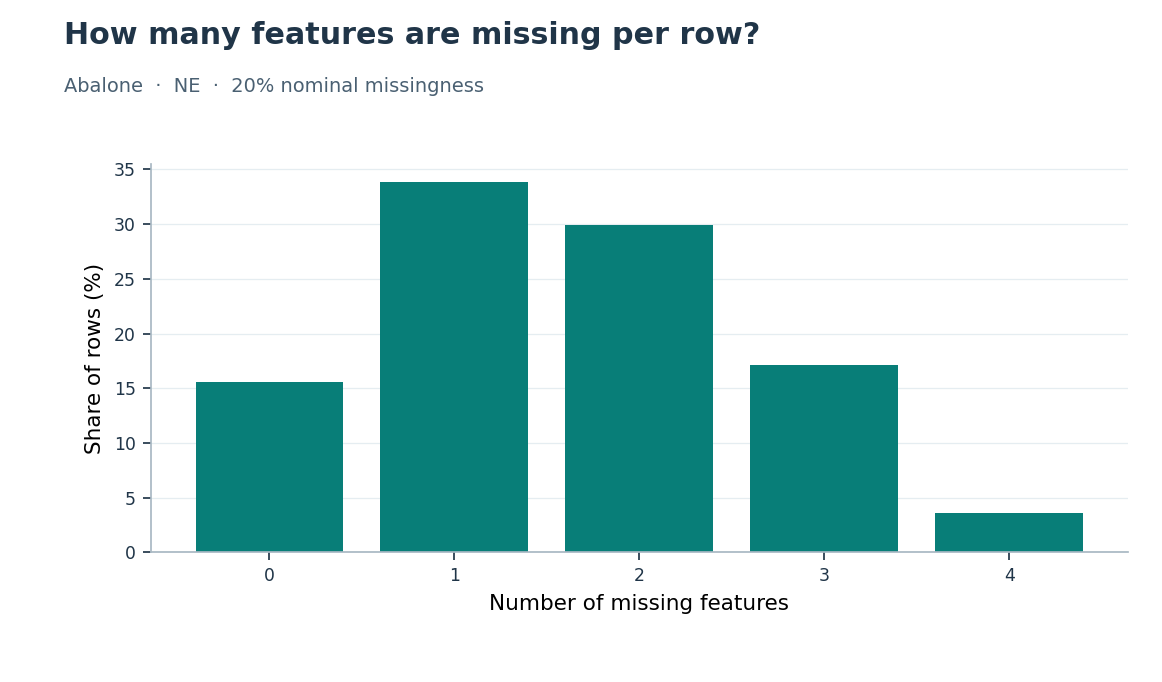 How many features are missing per row?
Abalone · NE · 20% nominal missingness
35
30
25
20
15
10
5
0
Share of rows (%)
0 1 2 3 4
Number of missing features